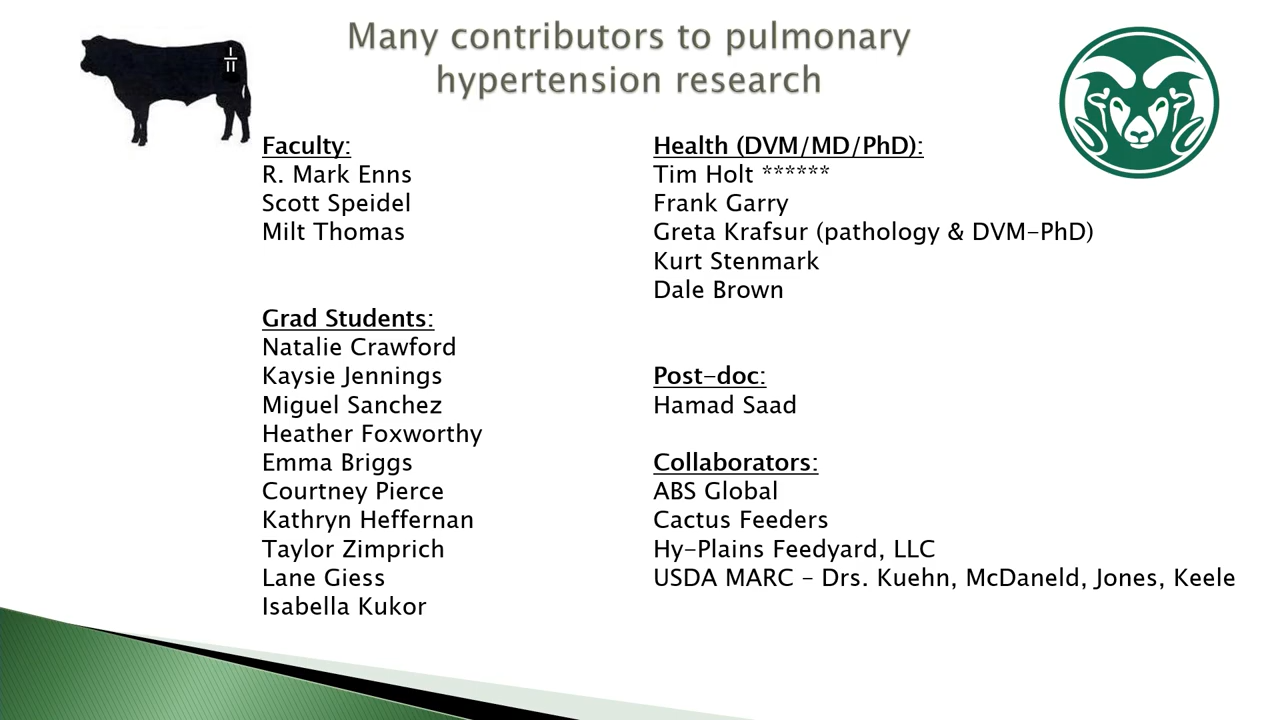 Many contributors to pulmonary
hypertension research
Faculty:
R. Mark Enns
Scott Speidel
Milt Thomas
Grad Students:
Natalie Crawford
Kaysie Jennings
Miguel Sanchez
Heather Foxworthy
Emma Briggs
Courtney Pierce
Kathryn Heffernan
Taylor Zimprich
Lane Giess
Isabella Kukor
Health (DVM/MD/PhD):
Tim Holt ******
Frank Garry
Greta Krafsur (pathology & DVM-PhD)
Kurt Stenmark
Dale Brown
Post-doc:
Hamad Saad
Collaborators:
ABS Global
Cactus Feeders
Hy-Plains Feedyard, LLC
USDA MARC - Drs. Kuehn, McDaneld, Jones, Keele